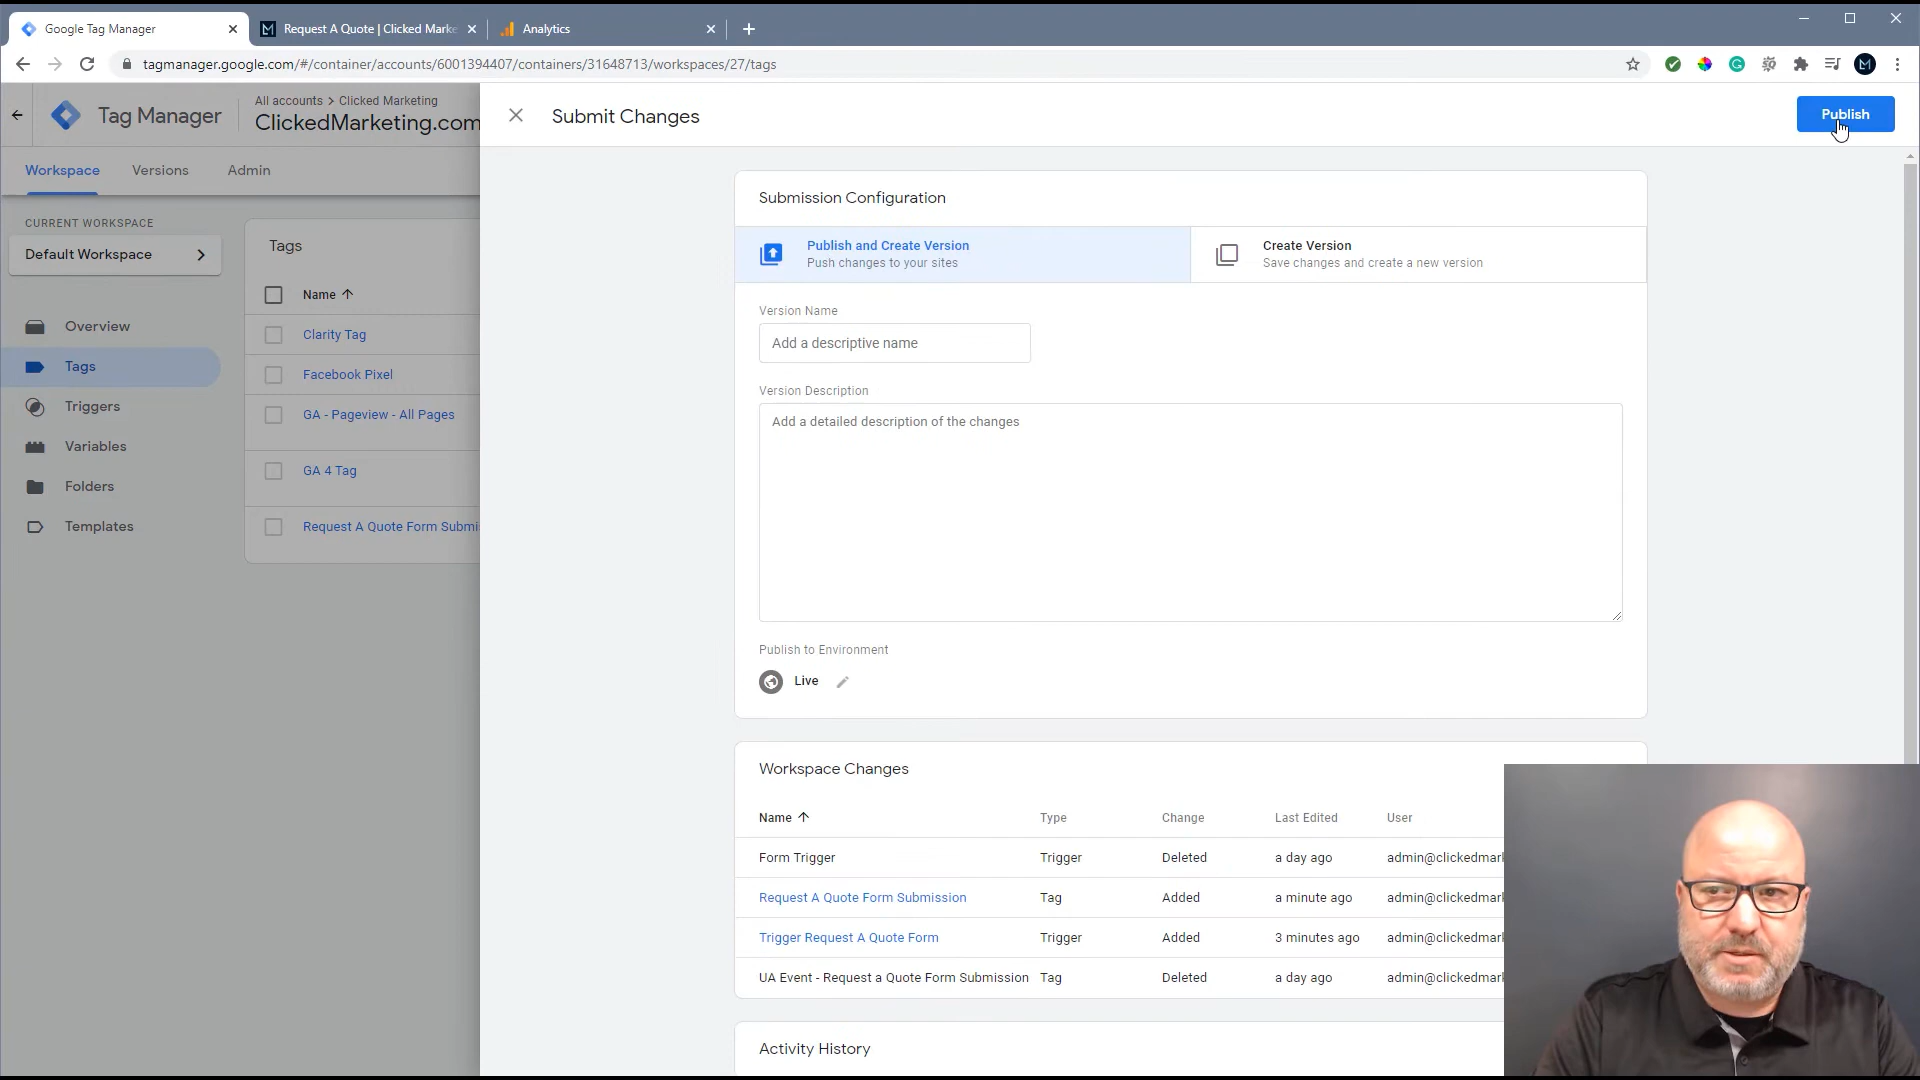 Google Tag Manager
Request A Quote | Clicked Marke
Analytics
tagmanager.google.com/#/container/accounts/6001394407/containers/31648713/workspaces/27/tags
M
Tag Manager
All accounts > Clicked Marketing
ClickedMarketing.com
Submit Changes
Publish
Workspace
Versions
Admin
CURRENT WORKSPACE
Default Workspace
Overview
Tags
Triggers
Variables
Folders
Templates
Tags
Name
Clarity Tag
Facebook Pixel
GA - Pageview - All Pages
GA 4 Tag
Request A Quote Form Submi
Submission Configuration
Publish and Create Version
Push changes to your sites
Create Version
Save changes and create a new version
Version Name
Add a descriptive name
Version Description
Add a detailed description of the changes
Publish to Environment
Live
Workspace Changes
Name Type Change Last Edited User
Form Trigger Trigger Deleted a day ago admin@clickedmark
Request A Quote Form Submission Tag Added a minute ago admin@clickedmark
Trigger Request A Quote Form Trigger Added 3 minutes ago admin@clickedmark
UA Event - Request a Quote Form Submission Tag Deleted a day ago admin@clickedmark
Activity History